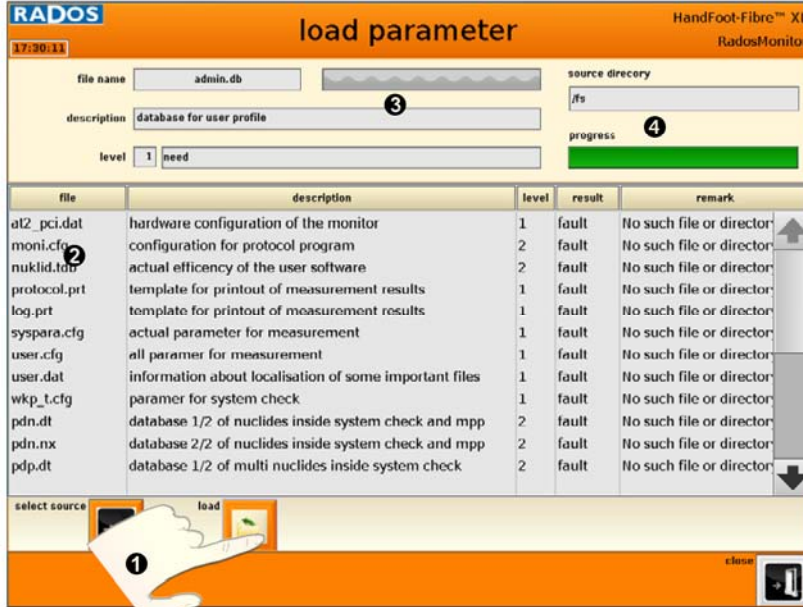 RADOS
load parameter
HandFoot-Fibre™ X
RadosMonito
17:30:11
file name
admin.db
❸
source direcory
/fs
description
database for user profile
❹
progress
level
1
need
file description level result remark
at2_pci.dat hardware configuration of the monitor 1 fault No such file or director
moni.cfg configuration for protocol program 2 fault No such file or director
❷
nuklid.tdb actual efficency of the user software 2 fault No such file or director
protocol.prt template for printout of measurement results 1 fault No such file or director
log.prt template for printout of measurement results 1 fault No such file or director
syspara.cfg actual parameter for measurement 1 fault No such file or director
user.cfg all paramer for measurement 1 fault No such file or director
user.dat information about localisation of some important files 1 fault No such file or director
wkp_t.cfg paramer for system check 1 fault No such file or director
pdn.dt database 1/2 of nuclides inside system check and mpp 2 fault No such file or director
pdn.nx database 2/2 of nuclides inside system check and mpp 2 fault No such file or director
pdp.dt database 1/2 of multi nuclides inside system check 2 fault No such file or director
select source
load
❶
close